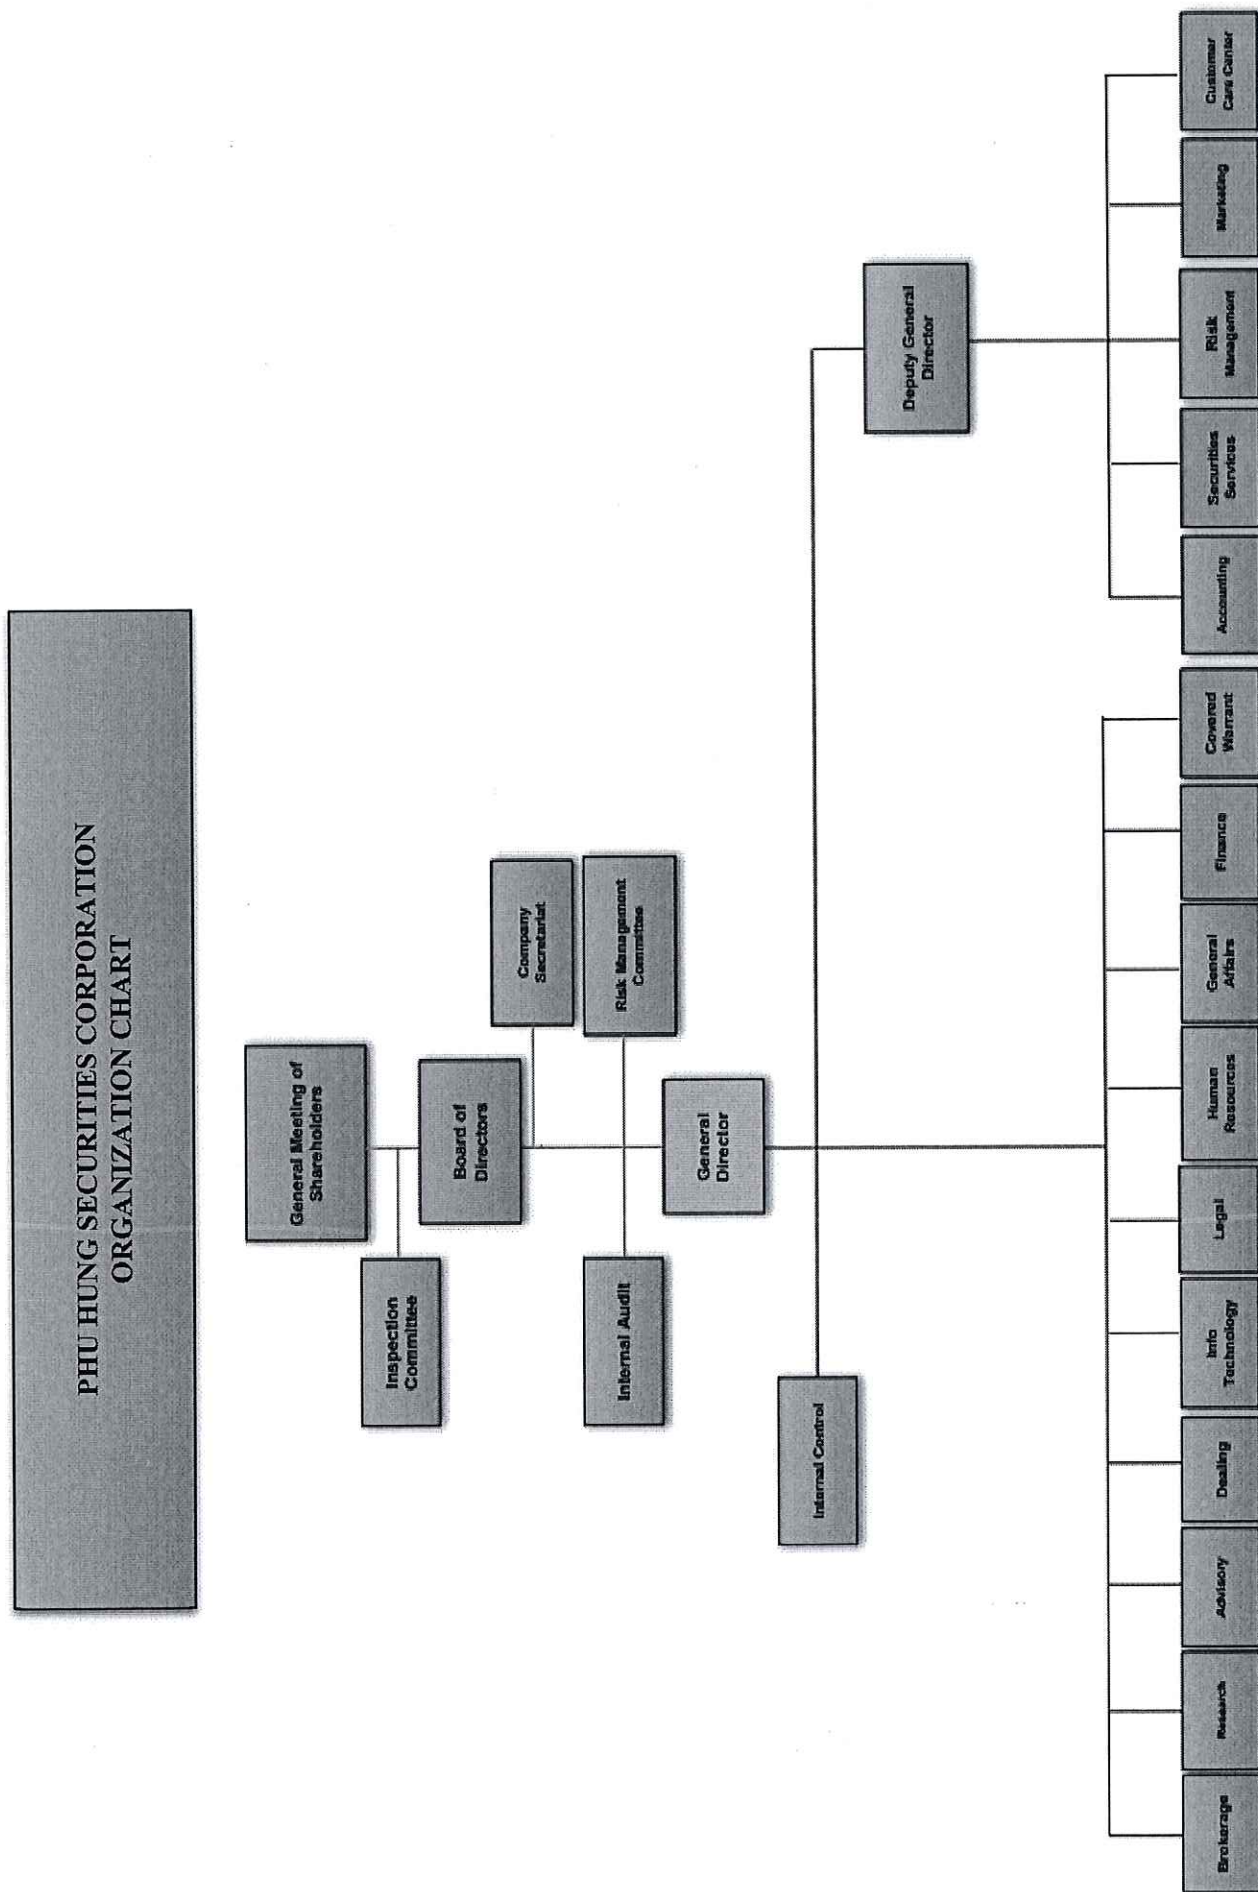 PHU HUNG SECURITIES CORPORATION
ORGANIZATION CHART
General Meeting of
Shareholders
Inspection
Committee
Board of
Directors
Company
Secretariat
Internal Audit
Risk Management
Committee
General
Director
Internal Control
Deputy General
Director
Brokerage
Research
Advisory
Dealing
Info
Technology
Legal
Human
Resources
General
Affairs
Finance
Covered
Warrant
Accounting
Securities
Services
Risk
Management
Marketing
Customer
Care Center